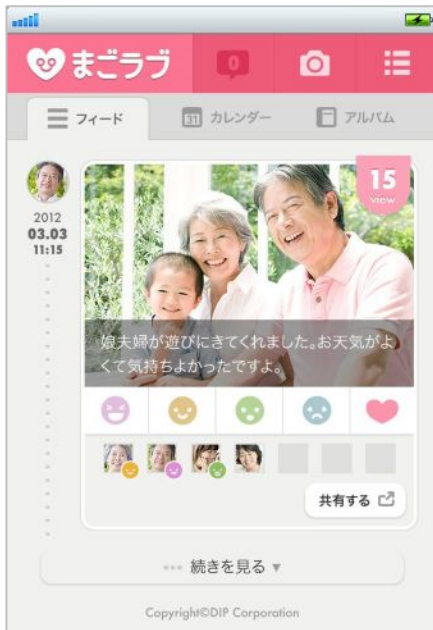 まごラブ
0
フィード
31
カレンダー
アルバム
15
VIEW
2012
03.03
11:15
娘夫婦が遊びにきてくれました。お天気がよ
くて気持ちよかったですよ。
共有する
... 続きを見る ▼
Copyright©DIP Corporation